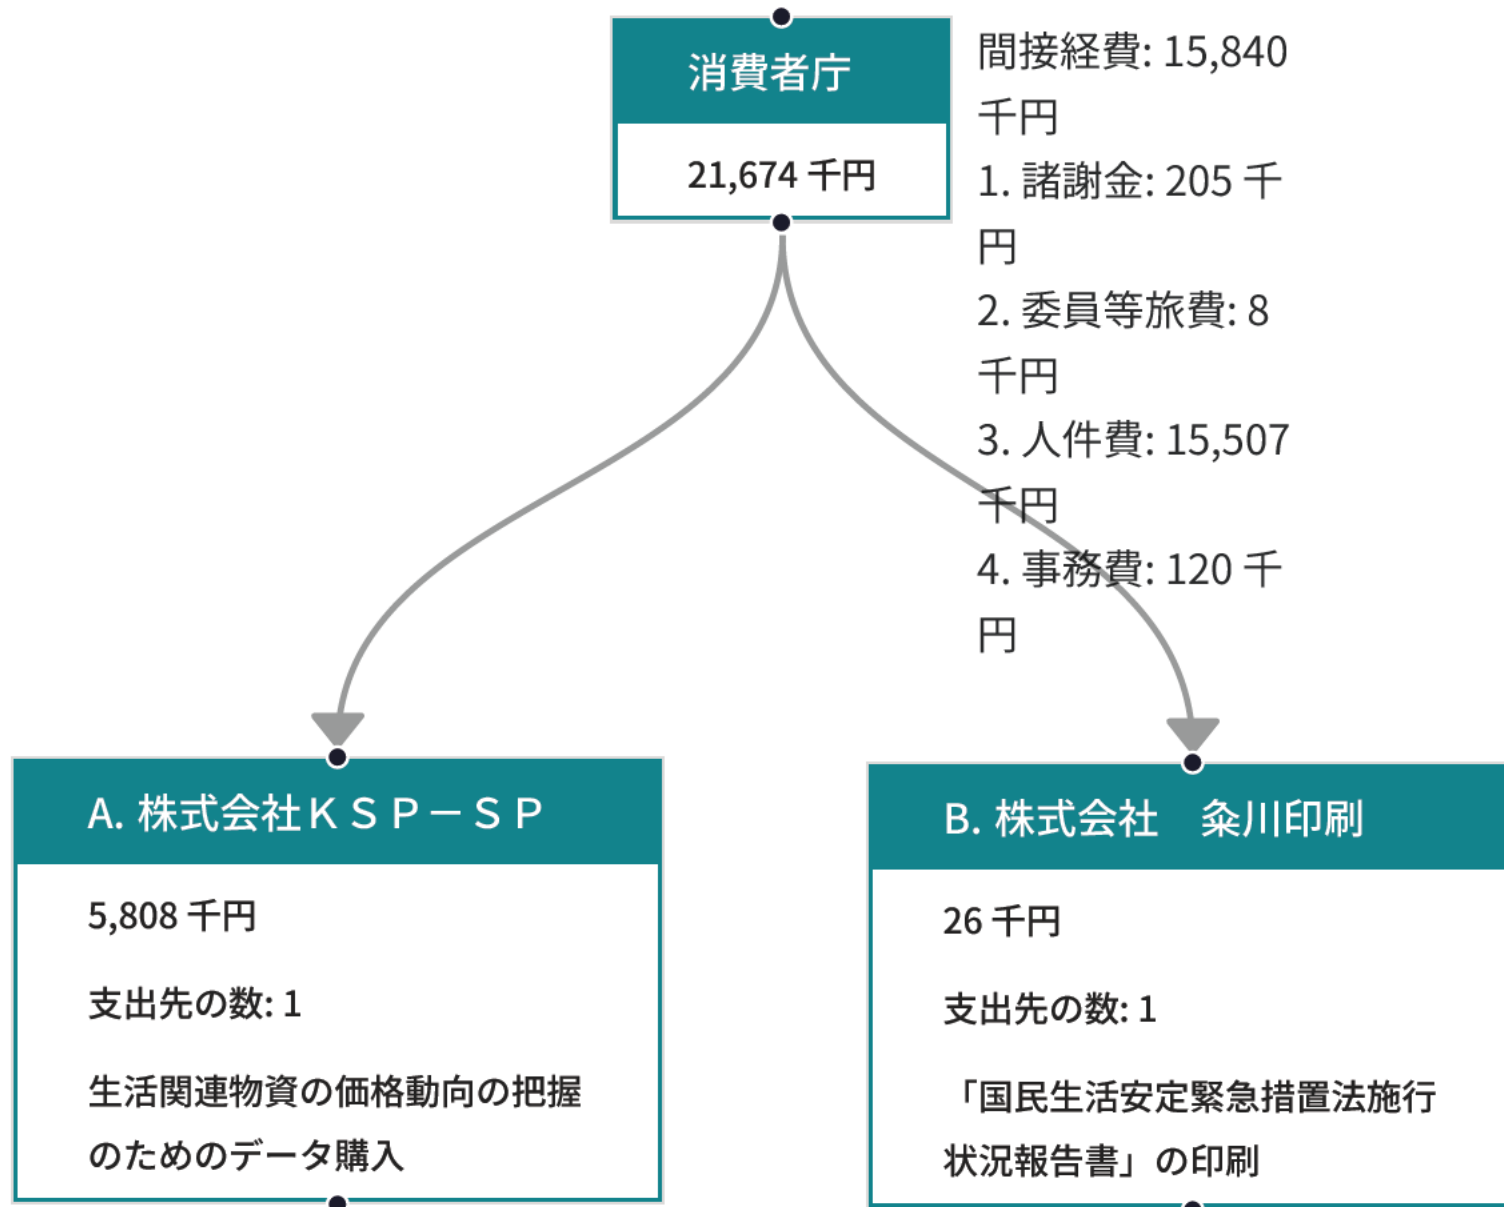 消費者庁
21,674 千円
間接経費: 15,840
千円
1. 諸謝金: 205 千
円
2. 委員等旅費: 8
千円
3. 人件費: 15,507
千円
4. 事務費: 120 千
円
A. 株式会社ＫＳＰ－ＳＰ
5,808 千円
支出先の数: 1
生活関連物資の価格動向の把握
のためのデータ購入
B. 株式会社　粂川印刷
26 千円
支出先の数: 1
「国民生活安定緊急措置法施行
状況報告書」の印刷